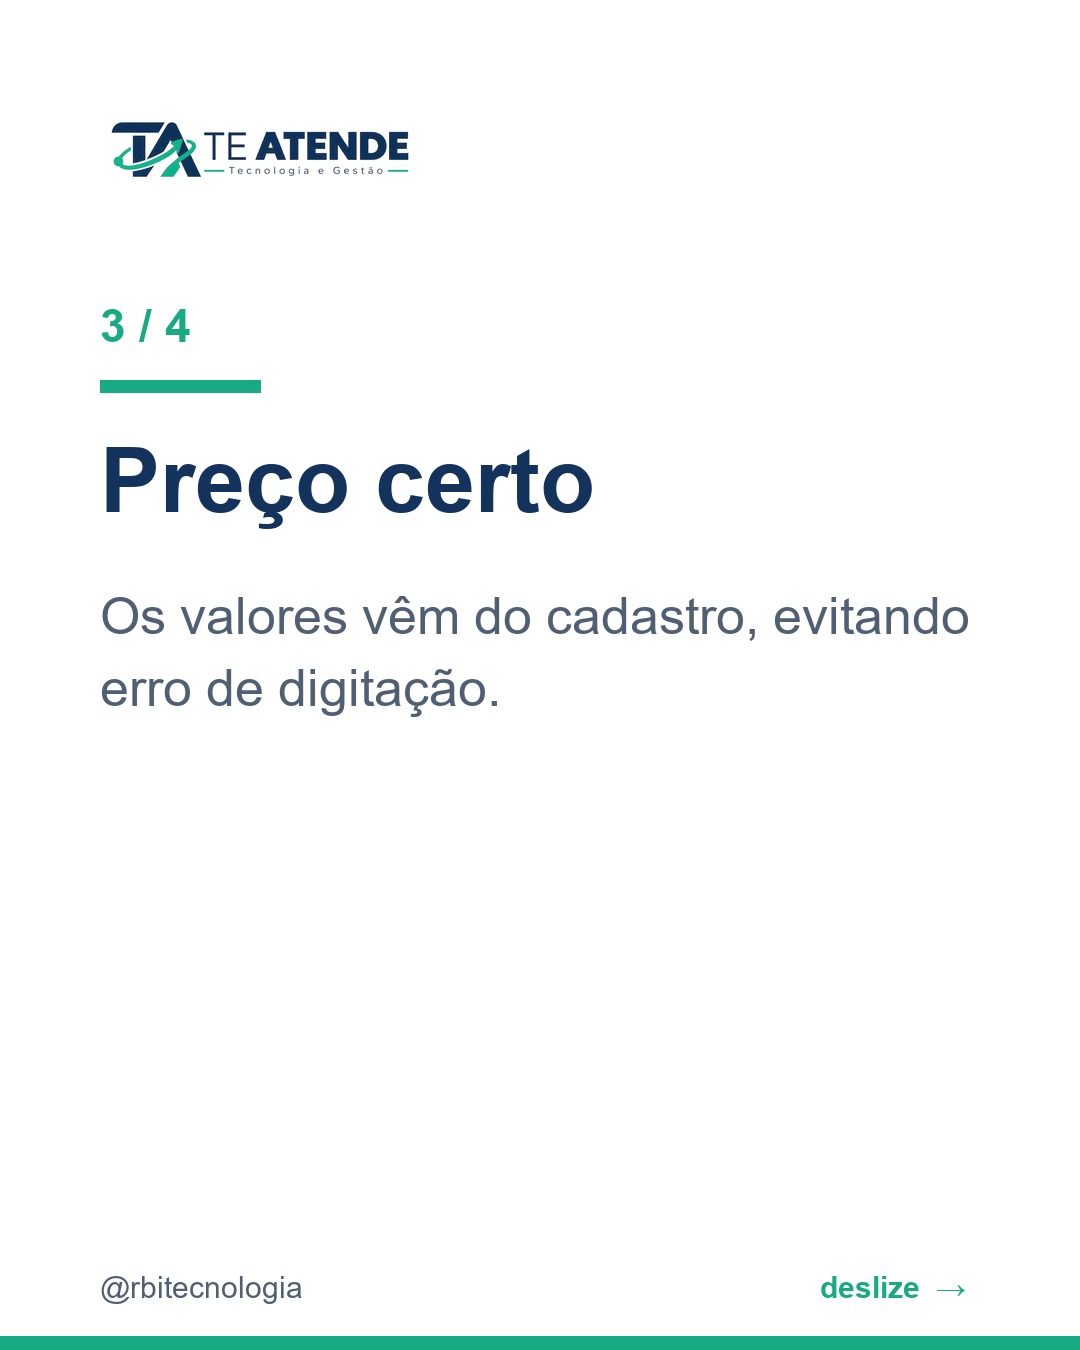 TA TE ATENDE
Tecnologia e Gestão
3 / 4
Preço certo
Os valores vêm do cadastro, evitando
erro de digitação.
@rbitecnologia
deslize →